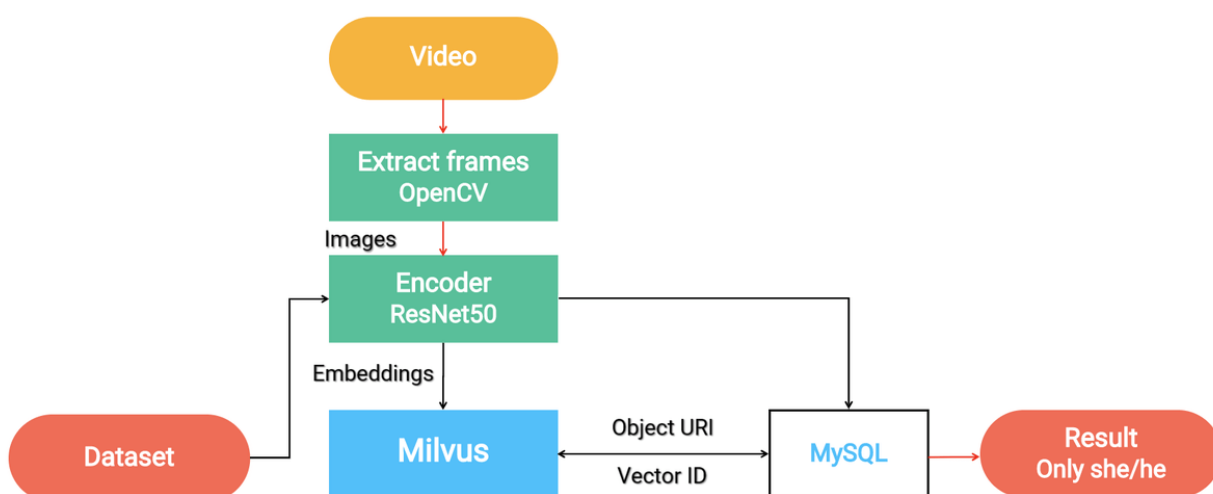 Video
Extract frames
OpenCV
Images
Encoder
ResNet50
Embeddings
Dataset
Milvus
Object URI
Vector ID
MySQL
Result
Only she/he